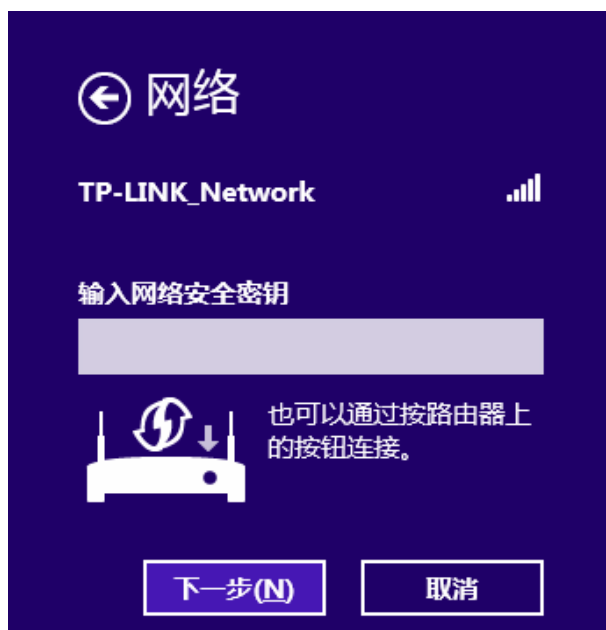 网络
TP-LINK_Network
输入网络安全密钥
也可以通过按路由器上
的按钮连接。
下一步(N)
取消